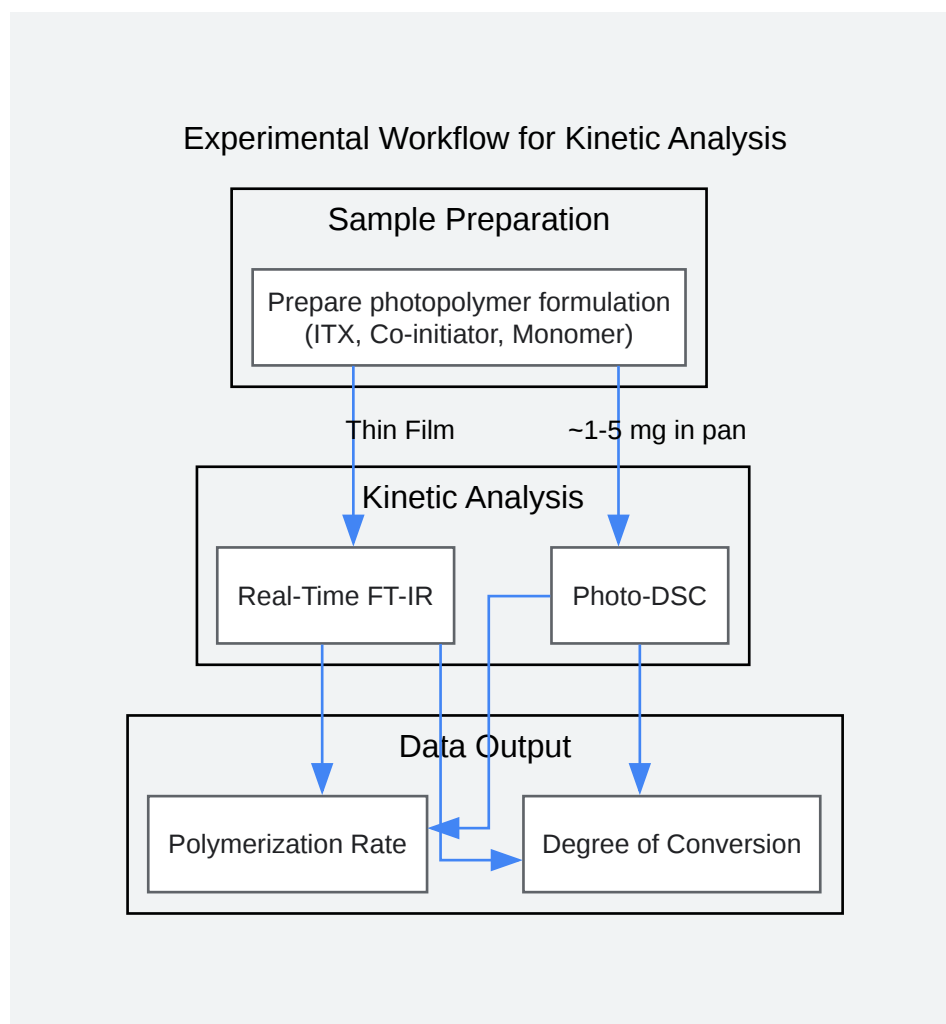 Experimental Workflow for Kinetic Analysis
Sample Preparation
Prepare photopolymer formulation
(ITX, Co-initiator, Monomer)
Thin Film
~1-5 mg in pan
Kinetic Analysis
Real-Time FT-IR
Photo-DSC
Data Output
Polymerization Rate
Degree of Conversion